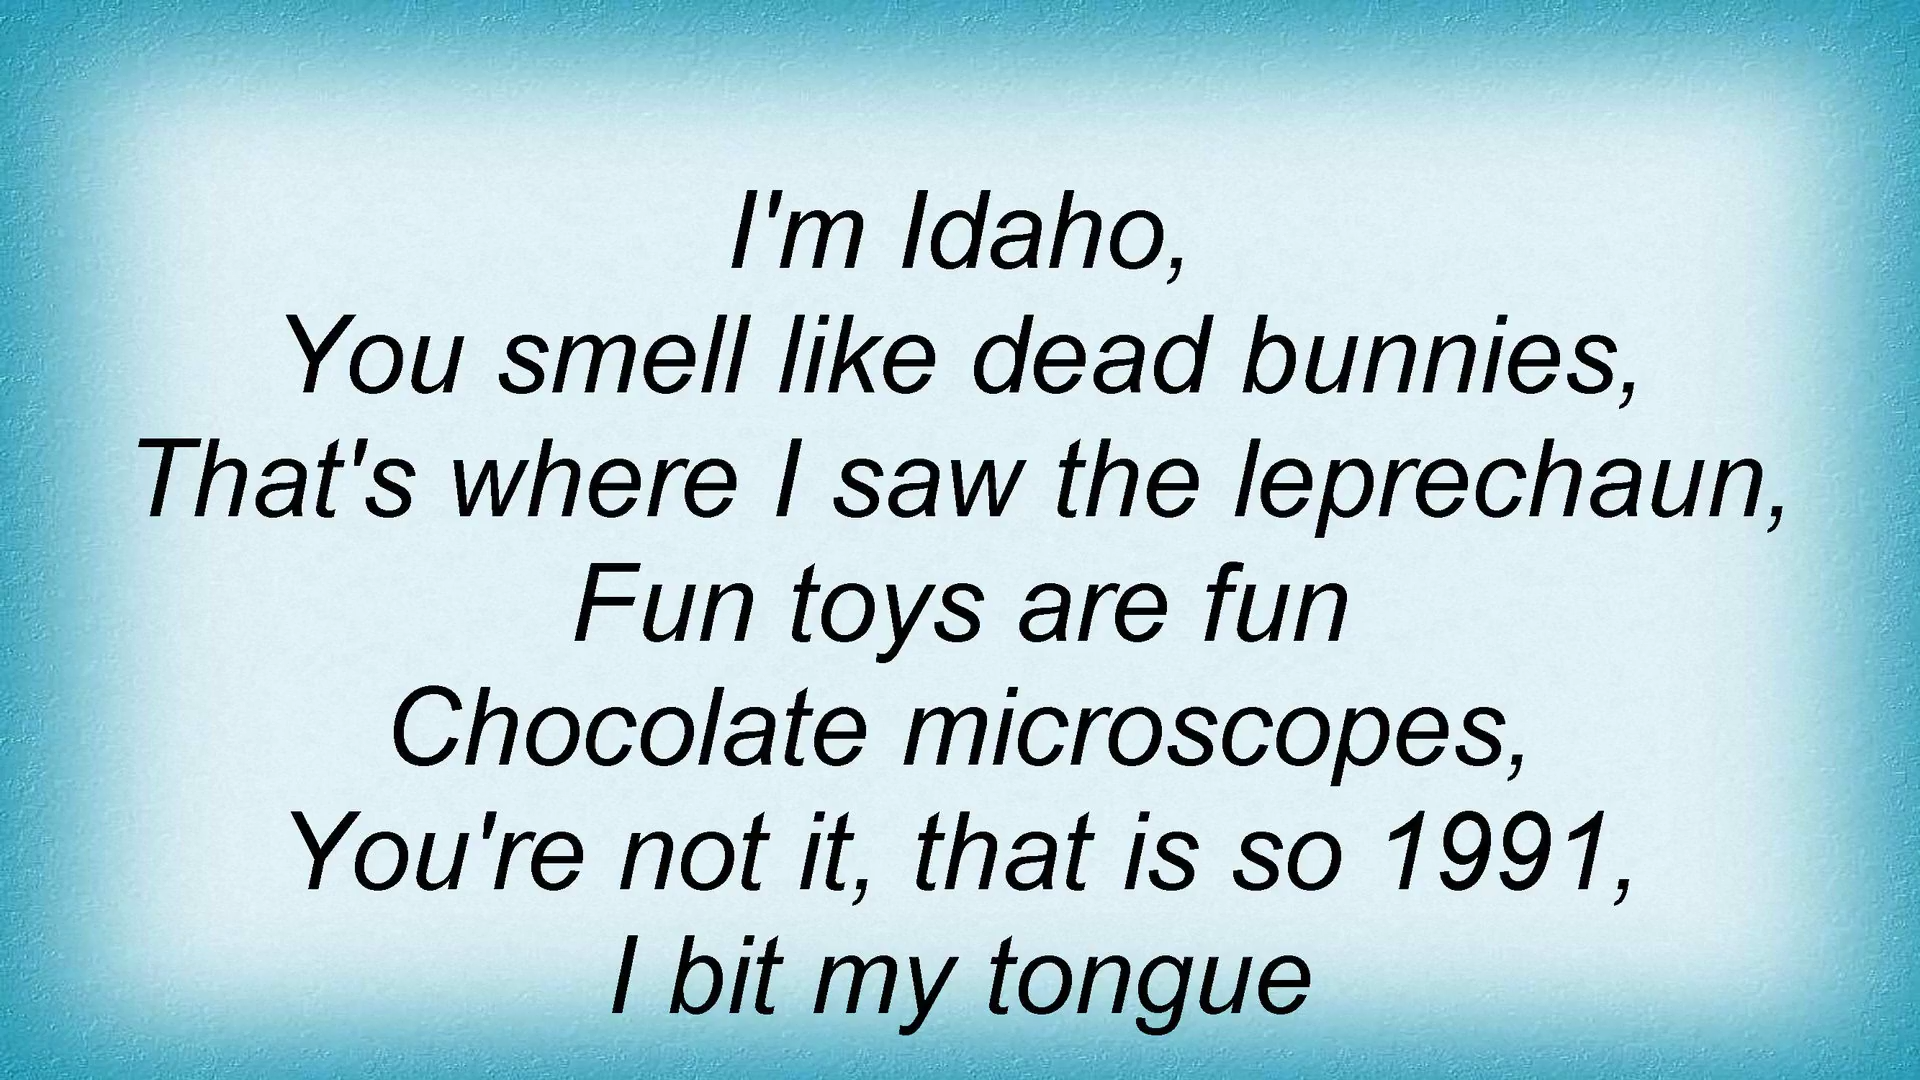 I'm Idaho,
You smell like dead bunnies,
That's where I saw the leprechaun,
Fun toys are fun
Chocolate microscopes,
You're not it, that is so 1991,
I bit my tongue